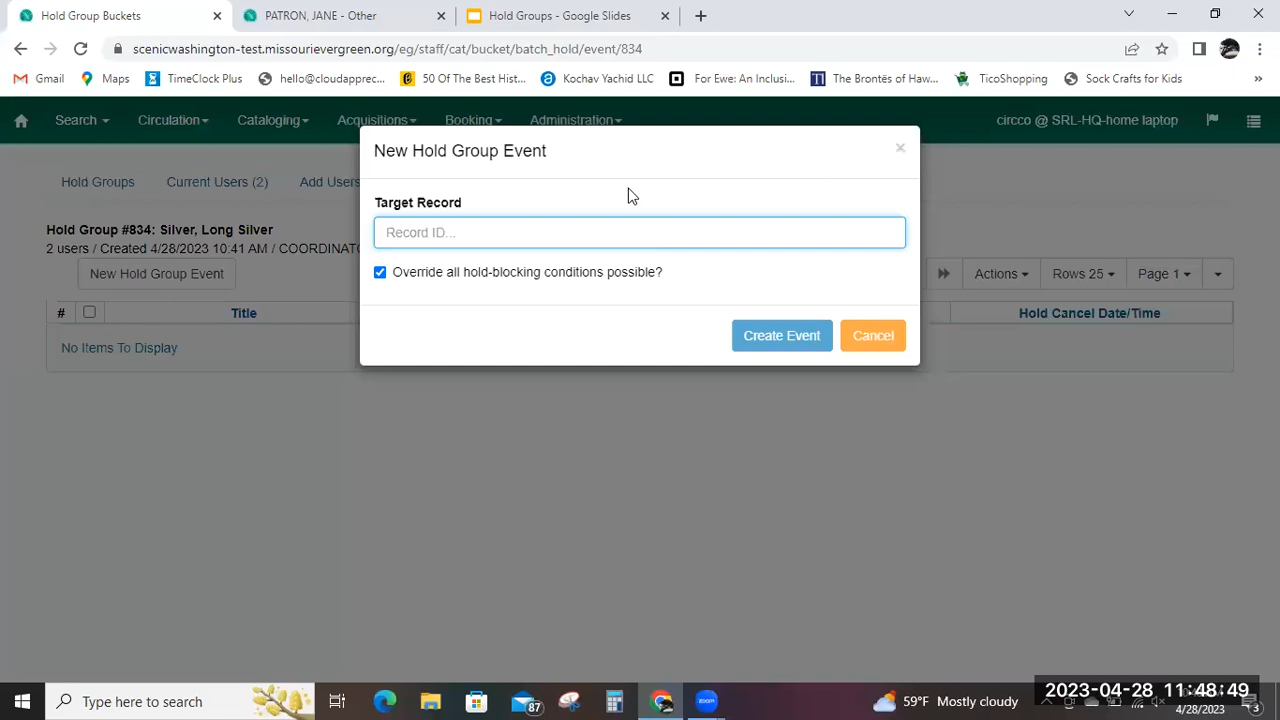 Hold Group Buckets
PATRON, JANE - Other
Hold Groups - Google Slides
scenicwashington-test.missourievergreen.org/eg/staff/cat/bucket/batch_hold/event/834
Gmail
Maps
TimeClock Plus
hello@cloudapprec...
50 Of The Best Hist...
Kochav Yachid LLC
For Ewe: An Inclusi...
The Brontës of Haw...
TicoShopping
Sock Crafts for Kids
»
Search
Circulation
Cataloging
Acquisitions
Booking
Administration
circco @ SRL-HQ-home laptop
New Hold Group Event
×
Hold Groups
Current Users (2)
Add Users
Target Record
Record ID...
Hold Group #834: Silver, Long Silver
2 users / Created 4/28/2023 10:41 AM / COORDINATO
New Hold Group Event
Override all hold-blocking conditions possible?
Actions
Rows 25
Page 1
#
Title
Hold Cancel Date/Time
Create Event
Cancel
No Items To Display
Type here to search
87
59°F Mostly cloudy
2023-04-28 11:48:49
4/28/2023
3